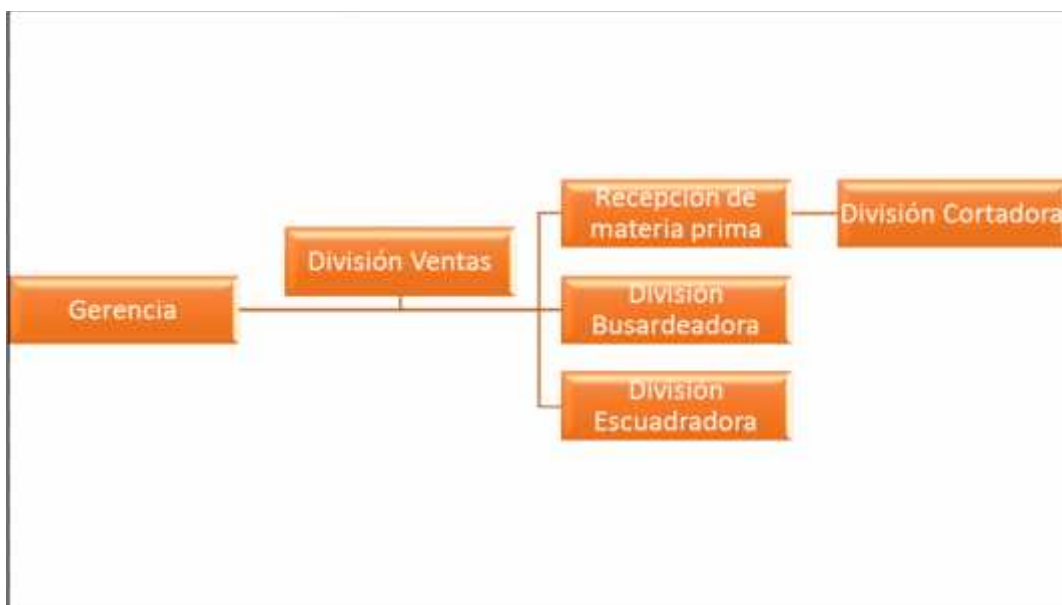 Gerencia
División Ventas
Recepción de
materia prima
División Cortadora
División
Busardeadora
División
Escuadradora